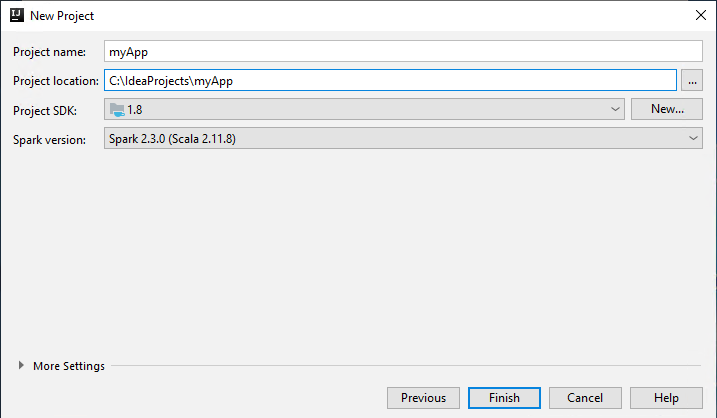 IJ New Project
Project name: myApp
Project location: C:\IdeaProjects\myApp ...
Project SDK: 1.8 New...
Spark version: Spark 2.3.0 (Scala 2.11.8)
More Settings
Previous Finish Cancel Help